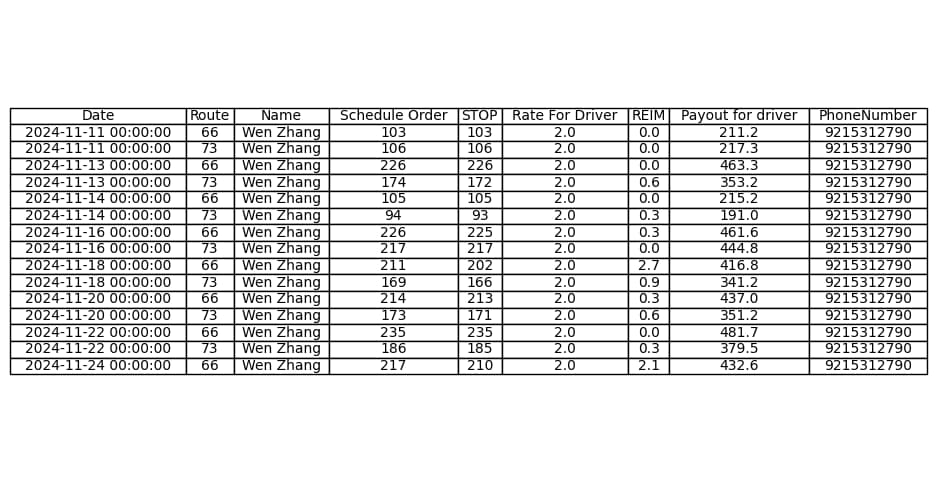 Date Route Name Schedule Order STOP Rate For Driver REIM Payout for driver PhoneNumber
2024-11-11 00:00:00 66 Wen Zhang 103 103 2.0 0.0 211.2 9215312790
2024-11-11 00:00:00 73 Wen Zhang 106 106 2.0 0.0 217.3 9215312790
2024-11-13 00:00:00 66 Wen Zhang 226 226 2.0 0.0 463.3 9215312790
2024-11-13 00:00:00 73 Wen Zhang 174 172 2.0 0.6 353.2 9215312790
2024-11-14 00:00:00 66 Wen Zhang 105 105 2.0 0.0 215.2 9215312790
2024-11-14 00:00:00 73 Wen Zhang 94 93 2.0 0.3 191.0 9215312790
2024-11-16 00:00:00 66 Wen Zhang 226 225 2.0 0.3 461.6 9215312790
2024-11-16 00:00:00 73 Wen Zhang 217 217 2.0 0.0 444.8 9215312790
2024-11-18 00:00:00 66 Wen Zhang 211 202 2.0 2.7 416.8 9215312790
2024-11-18 00:00:00 73 Wen Zhang 169 166 2.0 0.9 341.2 9215312790
2024-11-20 00:00:00 66 Wen Zhang 214 213 2.0 0.3 437.0 9215312790
2024-11-20 00:00:00 73 Wen Zhang 173 171 2.0 0.6 351.2 9215312790
2024-11-22 00:00:00 66 Wen Zhang 235 235 2.0 0.0 481.7 9215312790
2024-11-22 00:00:00 73 Wen Zhang 186 185 2.0 0.3 379.5 9215312790
2024-11-24 00:00:00 66 Wen Zhang 217 210 2.0 2.1 432.6 9215312790